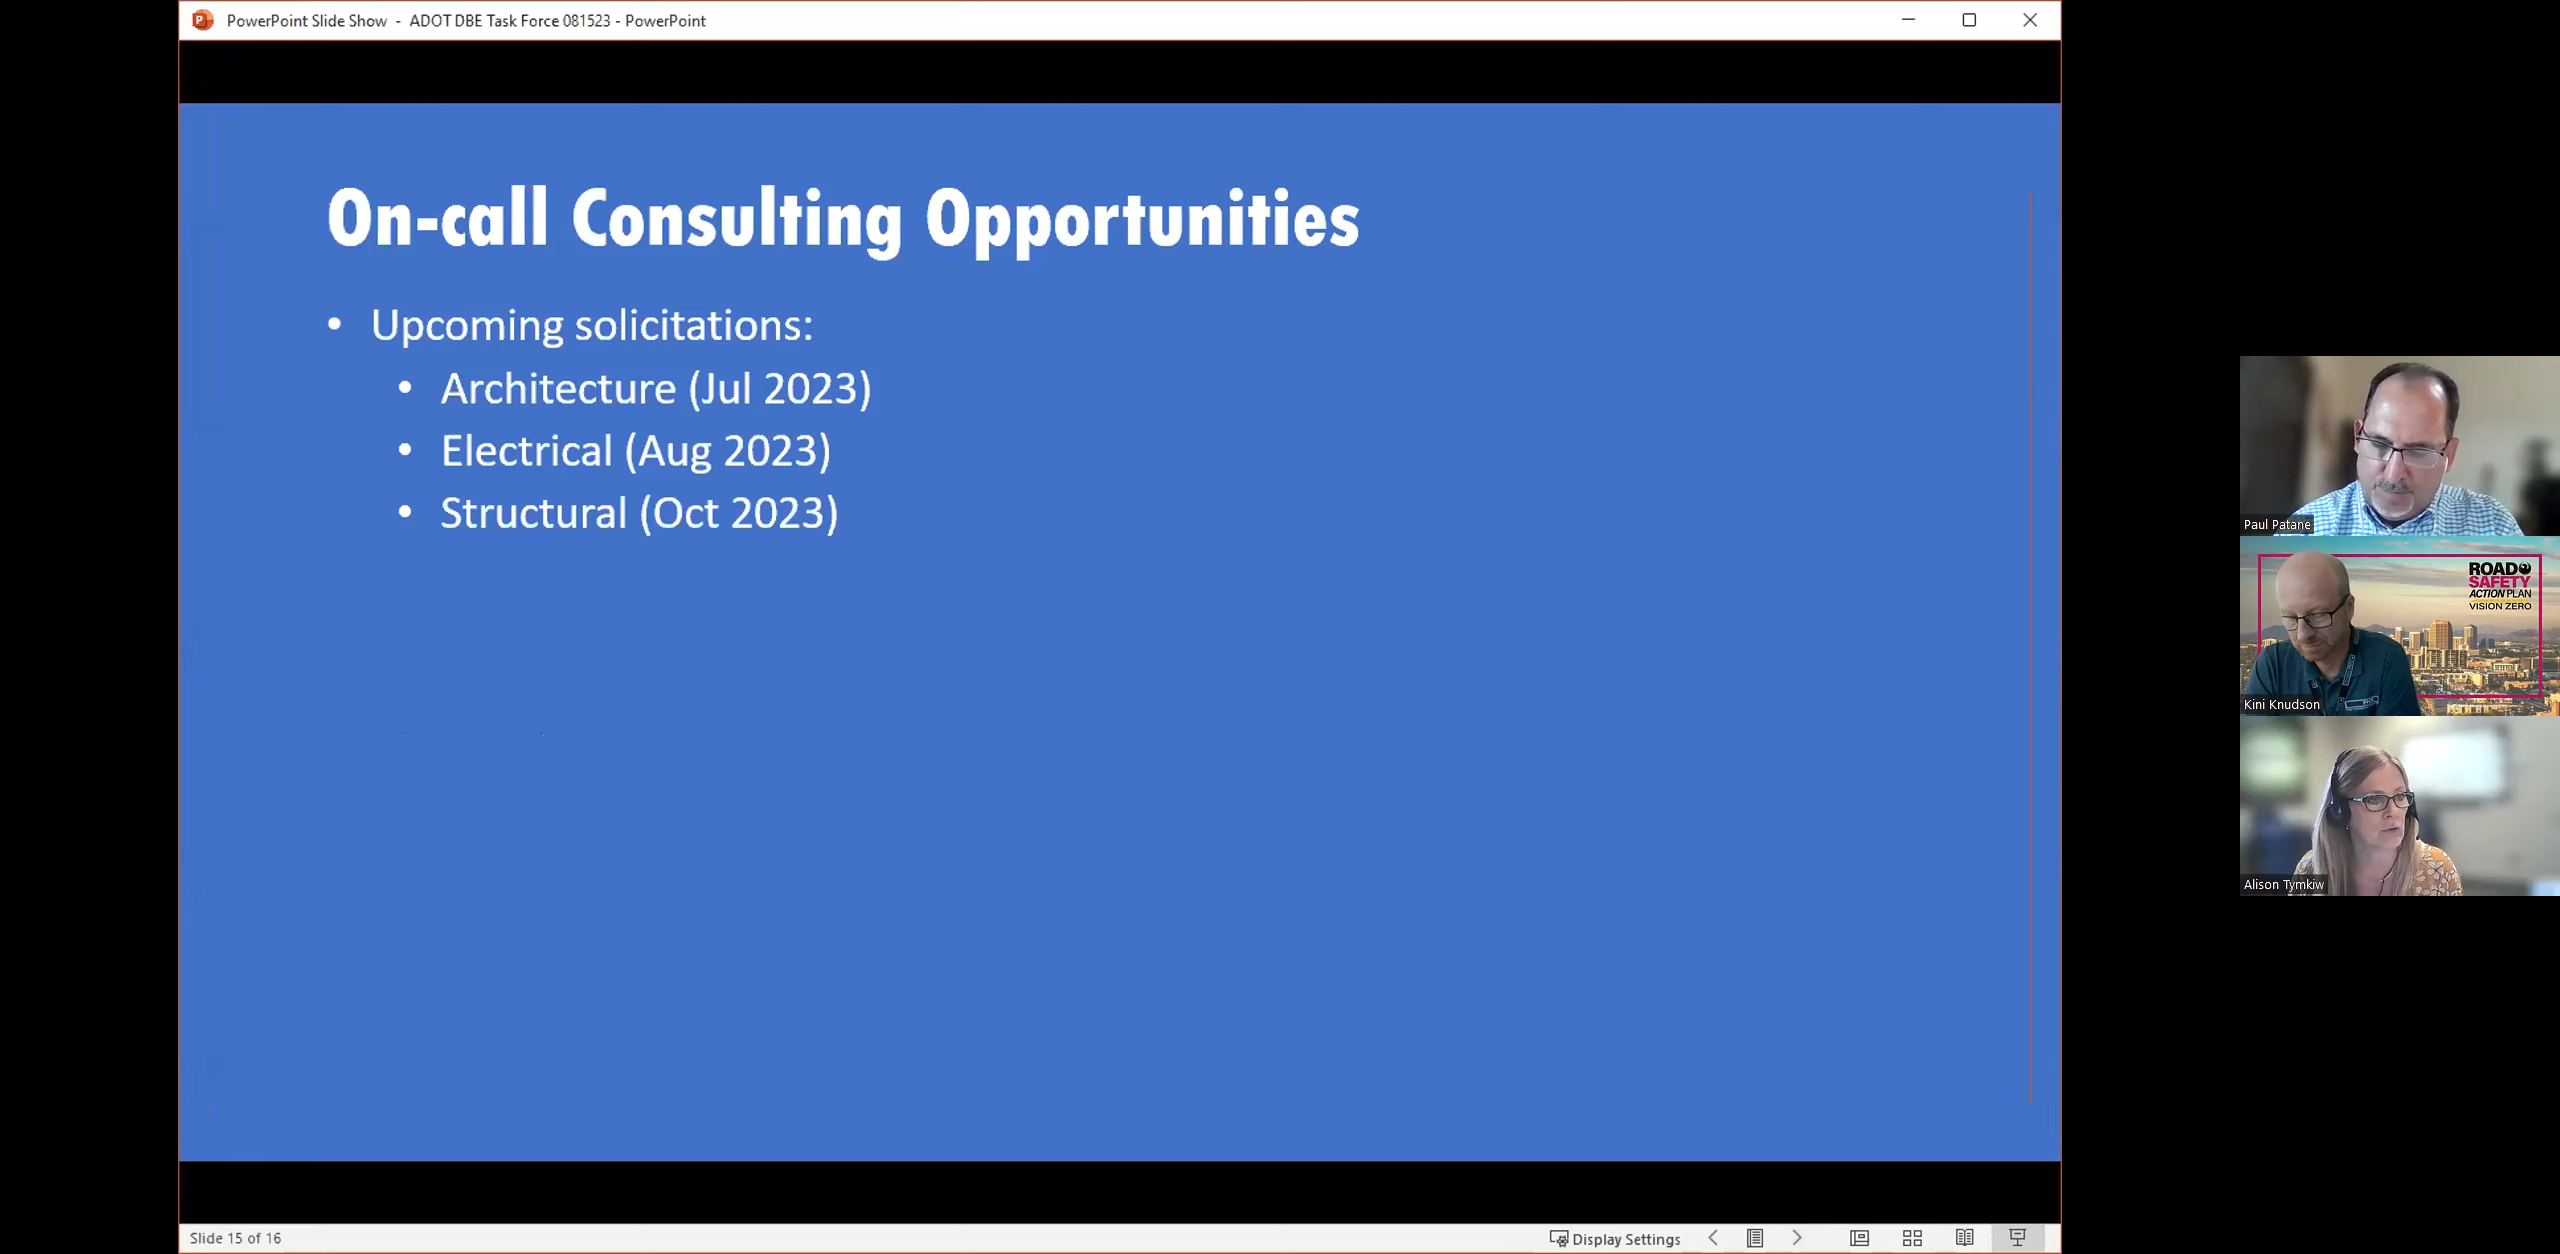 PowerPoint Slide Show - ADOT DBE Task Force 081523 - PowerPoint
On-call Consulting Opportunities
• Upcoming solicitations:
• Architecture (Jul 2023)
• Electrical (Aug 2023)
• Structural (Oct 2023)
Paul Patane
ROAD
SAFETY
ACTION PLAN
VISION ZERO
Kini Knudson
Alison Tymkiw
Slide 15 of 16
Display Settings